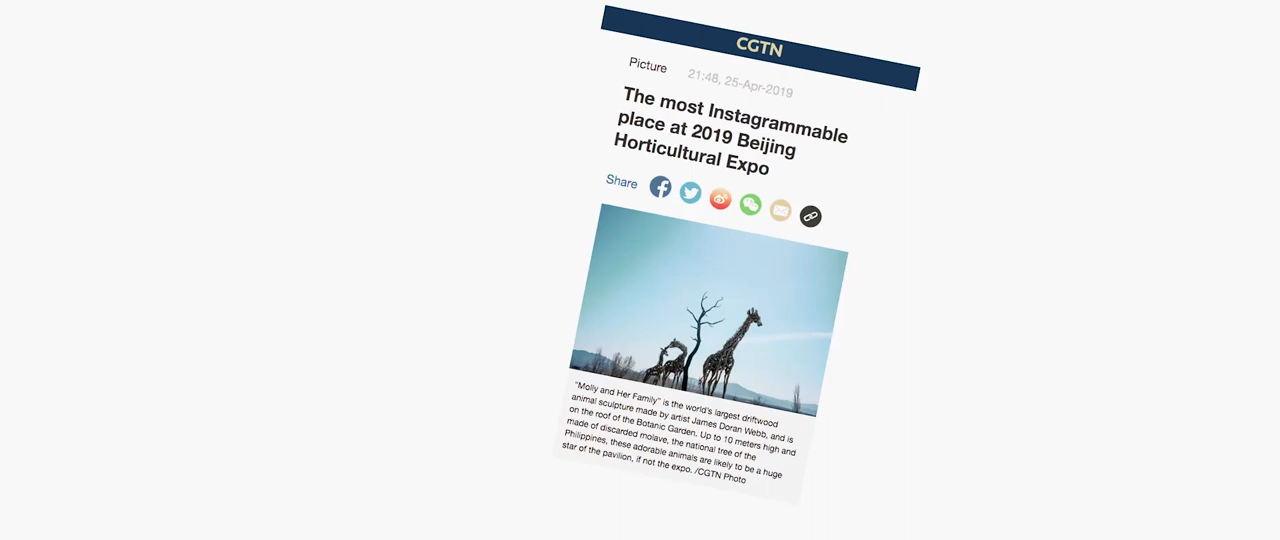 CGTN
Picture 21:48, 25-Apr-2019
The most Instagrammable
place at 2019 Beijing
Horticultural Expo
Share
"Molly and Her Family" is the world's largest driftwood
animal sculpture made by artist James Doran Webb, and is
on the roof of the Botanic Garden. Up to 10 meters high and
made of discarded molave, the national tree of the
Philippines, these adorable animals are likely to be a huge
star of the pavilion, if not the expo. /CGTN Photo